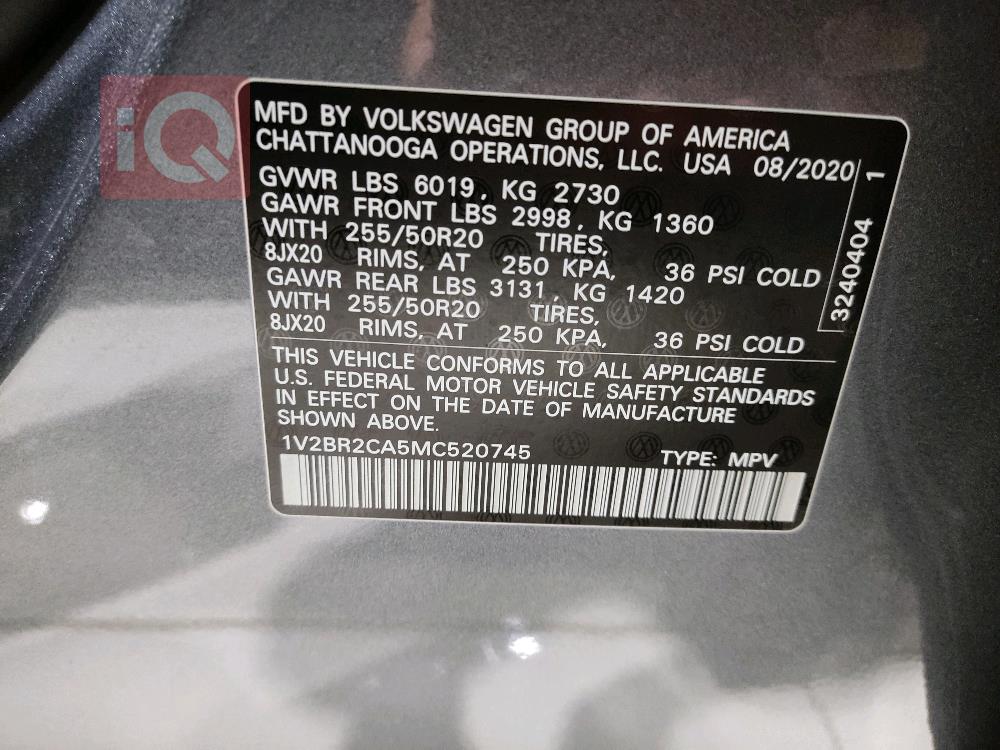 iQ
MFD BY VOLKSWAGEN GROUP OF AMERICA
CHATTANOOGA OPERATIONS, LLC. USA 08/2020
GVWR LBS 6019, KG 2730
GAWR FRONT LBS 2998, KG 1360
WITH 255/50R20 TIRES,
8JX20 RIMS, AT 250 KPA, 36 PSI COLD
GAWR REAR LBS 3131, KG 1420
WITH 255/50R20 TIRES,
8JX20 RIMS, AT 250 KPA, 36 PSI COLD
3240404 1
THIS VEHICLE CONFORMS TO ALL APPLICABLE
U.S. FEDERAL MOTOR VEHICLE SAFETY STANDARDS
IN EFFECT ON THE DATE OF MANUFACTURE
SHOWN ABOVE.
1V2BR2CA5MC520745 TYPE: MPV